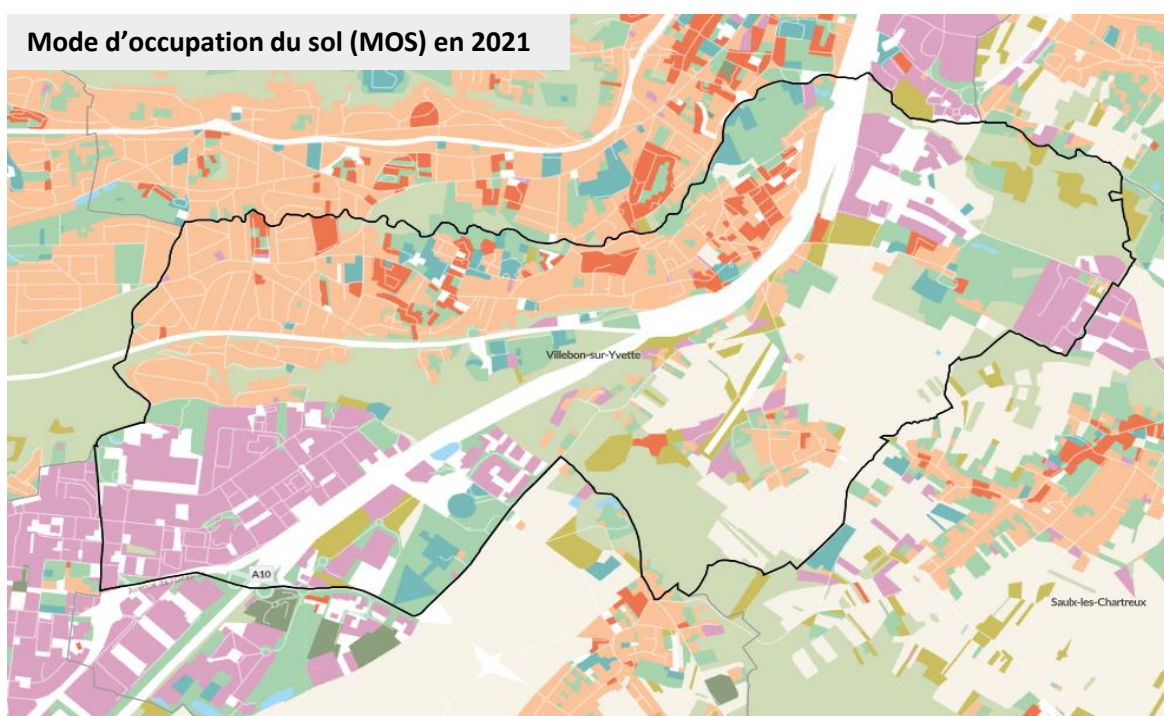 Mode d’occupation du sol (MOS) en 2021
Villebon-sur-Yvette
A10
Saulx-les-Chartreux